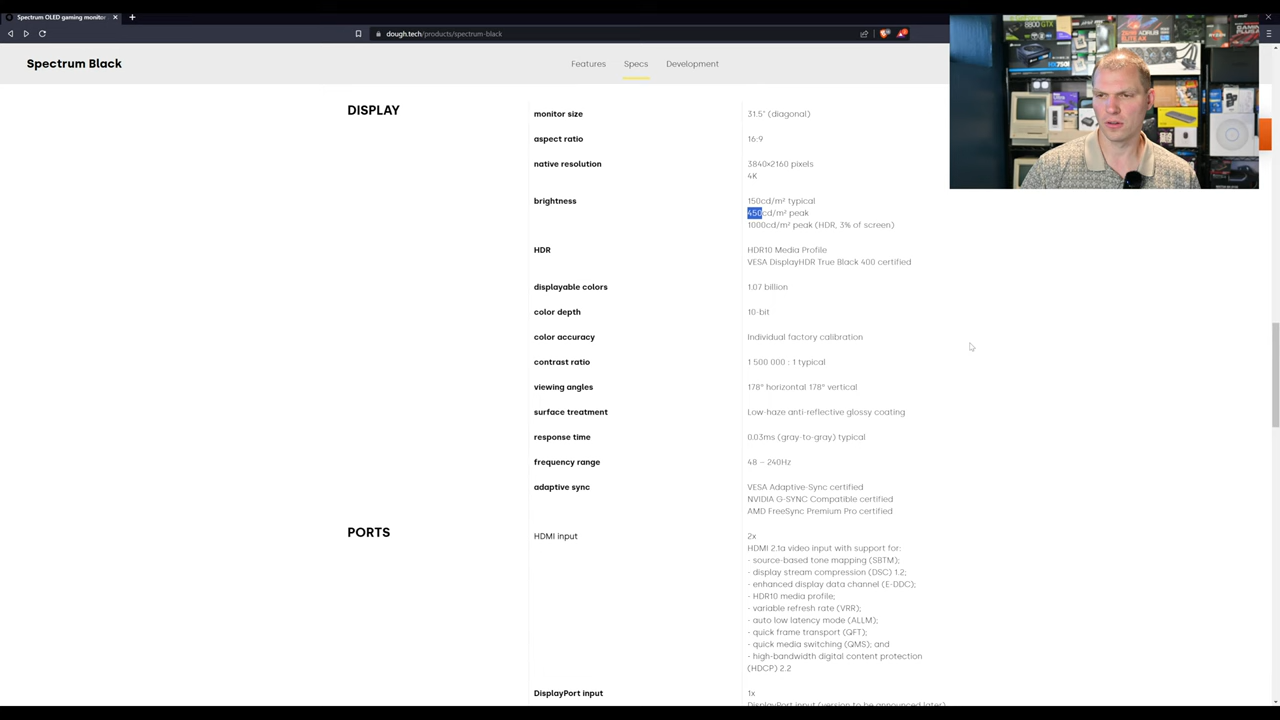 Spectrum OLED gaming monitor
dough.tech/products/spectrum-black
Spectrum Black
Features
Specs
Development
DISPLAY
monitor size
31.5" (diagonal)
aspect ratio
16:9
native resolution
3840×2160 pixels
4K
brightness
150cd/m² typical
450cd/m² peak
1000cd/m² peak (HDR, 3% of screen)
HDR
HDR10 Media Profile
VESA DisplayHDR True Black 400 certified
displayable colors
1.07 billion
color depth
10-bit
color accuracy
Individual factory calibration
contrast ratio
1 500 000 : 1 typical
viewing angles
178° horizontal 178° vertical
surface treatment
Low-haze anti-reflective glossy coating
response time
0.03ms (gray-to-gray) typical
frequency range
48 – 240Hz
adaptive sync
VESA Adaptive-Sync certified
NVIDIA G-SYNC Compatible certified
AMD FreeSync Premium Pro certified
PORTS
HDMI input
2x
HDMI 2.1a video input with support for:
- source-based tone mapping (SBTM);
- display stream compression (DSC) 1.2;
- enhanced display data channel (E-DDC);
- HDR10 media profile;
- variable refresh rate (VRR);
- auto low latency mode (ALLM);
- quick frame transport (QFT);
- quick media switching (QMS); and
- high-bandwidth digital content protection
(HDCP) 2.2
DisplayPort input
1x
DisplayPort input (version to be announced later)
8800 GTX